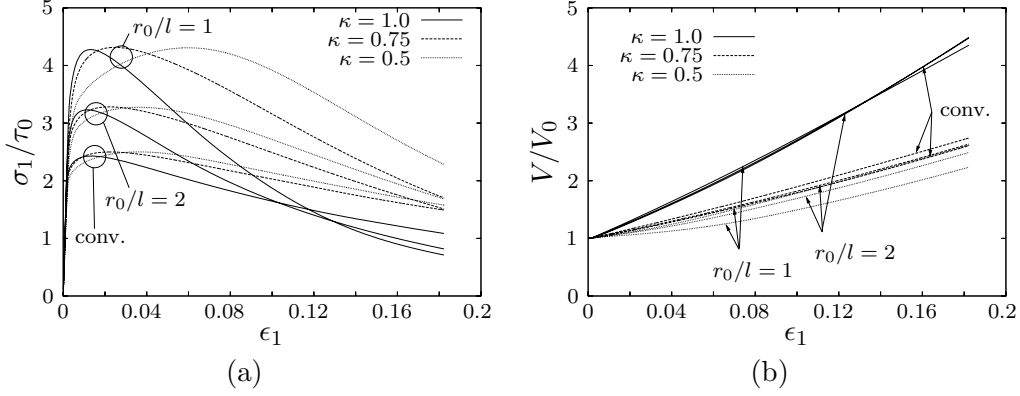 5
4
3
2
1
0
σ₁/τ₀
r₀/l = 1
κ = 1.0
κ = 0.75
κ = 0.5
r₀/l = 2
conv.
0 0.04 0.08 0.12 0.16 0.2
ϵ₁
(a)
5
4
3
2
1
0
V/V₀
κ = 1.0
κ = 0.75
κ = 0.5
conv.
r₀/l = 2
r₀/l = 1
0 0.04 0.08 0.12 0.16 0.2
ϵ₁
(b)